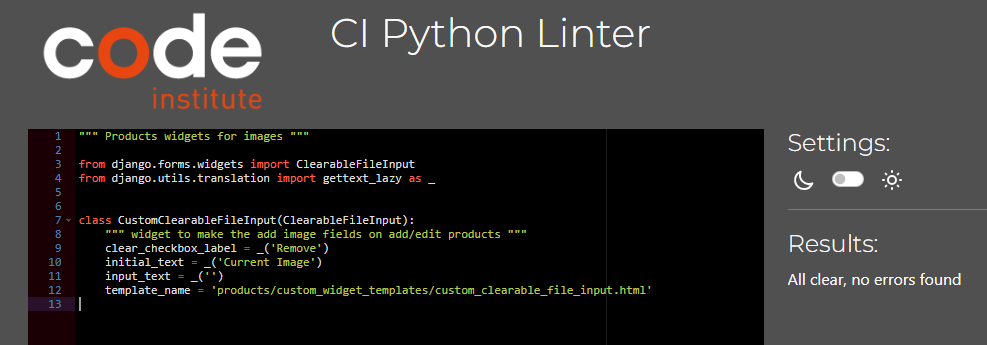 code
institute
CI Python Linter
1 """ Products widgets for images """
2
3 from django.forms.widgets import ClearableFileInput
4 from django.utils.translation import gettext_lazy as _
5
6
7 class CustomClearableFileInput(ClearableFileInput):
8     """ widget to make the add image fields on add/edit products """
9     clear_checkbox_label = _('Remove')
10     initial_text = _('Current Image')
11     input_text = _('')
12     template_name = 'products/custom_widget_templates/custom_clearable_file_input.html'
13
Settings:
Results:
All clear, no errors found